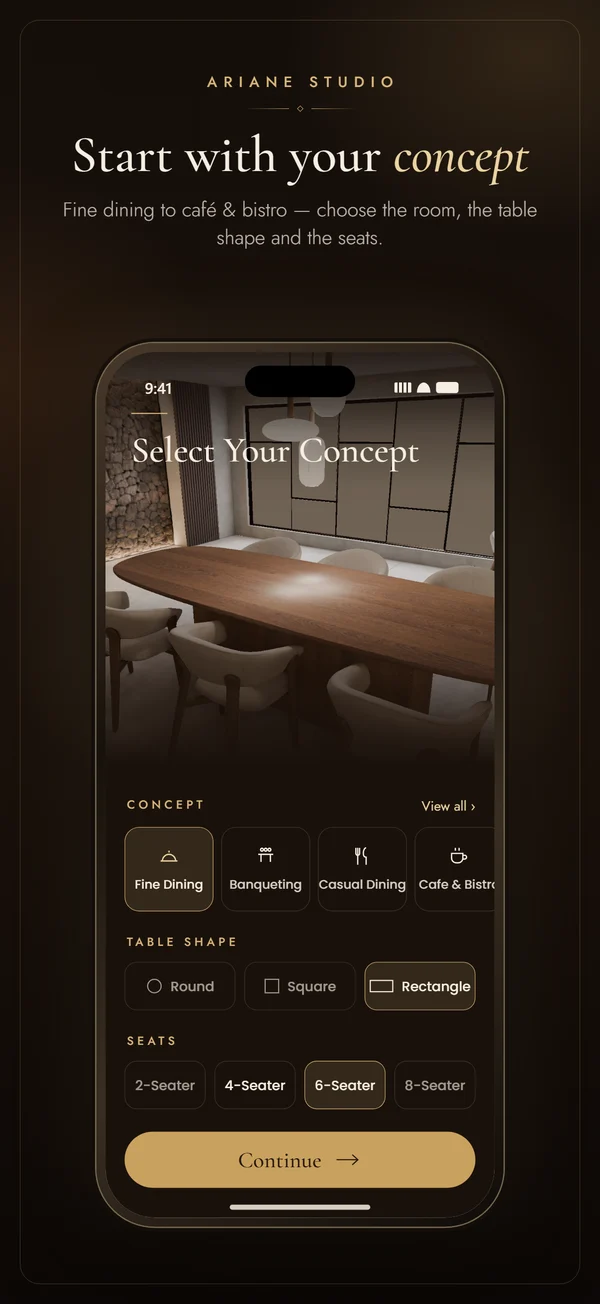 ARIANE STUDIO
Start with your concept
Fine dining to café & bistro — choose the room, the table
shape and the seats.
9:41
Select Your Concept
CONCEPT
View all ›
Fine Dining
Banqueting
Casual Dining
Cafe & Bistro
TABLE SHAPE
Round
Square
Rectangle
SEATS
2-Seater
4-Seater
6-Seater
8-Seater
Continue →